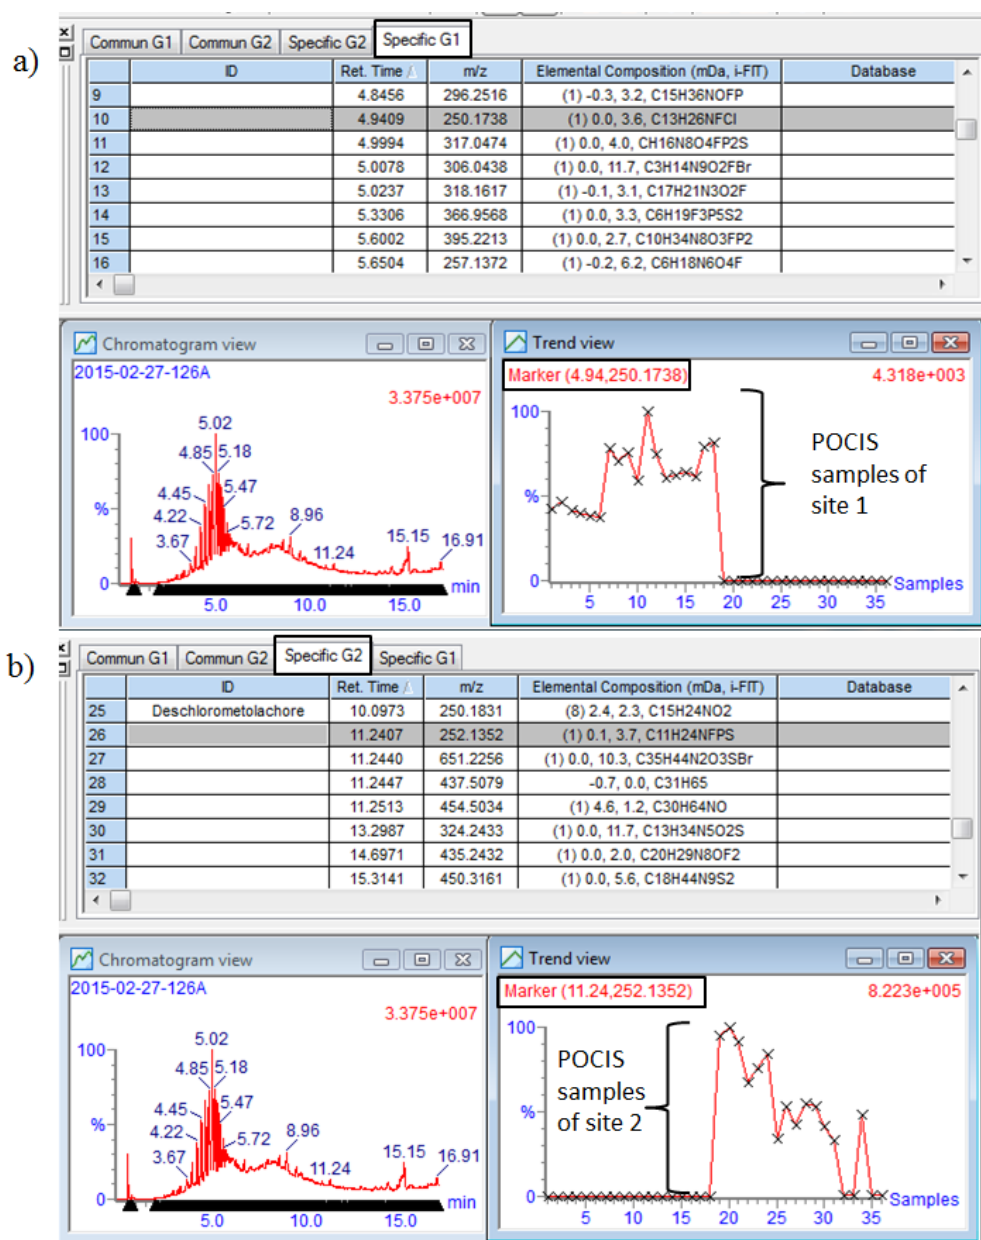 a)
Commun G1 Commun G2 Specific G2 Specific G1
ID Ret. Time m/z Elemental Composition (mDa, i-FIT) Database
9 4.8456 296.2516 (1) -0.3, 3.2, C15H36NOFP
10 4.9409 250.1738 (1) 0.0, 3.6, C13H26NFCl
11 4.9994 317.0474 (1) 0.0, 4.0, CH16N8O4FP2S
12 5.0078 306.0438 (1) 0.0, 11.7, C3H14N9O2FBr
13 5.0237 318.1617 (1) -0.1, 3.1, C17H21N3O2F
14 5.3306 366.9568 (1) 0.0, 3.3, C6H19F3P5S2
15 5.6002 395.2213 (1) 0.0, 2.7, C10H34N8O3FP2
16 5.6504 257.1372 (1) -0.2, 6.2, C6H18N6O4F
Chromatogram view
2015-02-27-126A
3.375e+007
100
%
0
5.02
4.85 5.18
4.45 5.47
4.22 5.72 8.96
3.67 11.24 15.15 16.91
min
5.0 10.0 15.0
Trend view
Marker (4.94,250.1738) 4.318e+003
100
%
0
POCIS
samples of
site 1
Samples
5 10 15 20 25 30 35
b)
Commun G1 Commun G2 Specific G2 Specific G1
ID Ret. Time m/z Elemental Composition (mDa, i-FIT) Database
25 Deschlorometolachore 10.0973 250.1831 (8) 2.4, 2.3, C15H24NO2
26 11.2407 252.1352 (1) 0.1, 3.7, C11H24NFPS
27 11.2440 651.2256 (1) 0.0, 10.3, C35H44N2O3SBr
28 11.2447 437.5079 -0.7, 0.0, C31H65
29 11.2513 454.5034 (1) 4.6, 1.2, C30H64NO
30 13.2987 324.2433 (1) 0.0, 11.7, C13H34N5O2S
31 14.6971 435.2432 (1) 0.0, 2.0, C20H29N8OF2
32 15.3141 450.3161 (1) 0.0, 5.6, C18H44N9S2
Chromatogram view
2015-02-27-126A
3.375e+007
100
%
0
5.02
4.85 5.18
4.45 5.47
4.22 5.72 8.96
3.67 11.24 15.15 16.91
min
5.0 10.0 15.0
Trend view
Marker (11.24,252.1352) 8.223e+005
100
%
0
POCIS
samples
of site 2
Samples
5 10 15 20 25 30 35